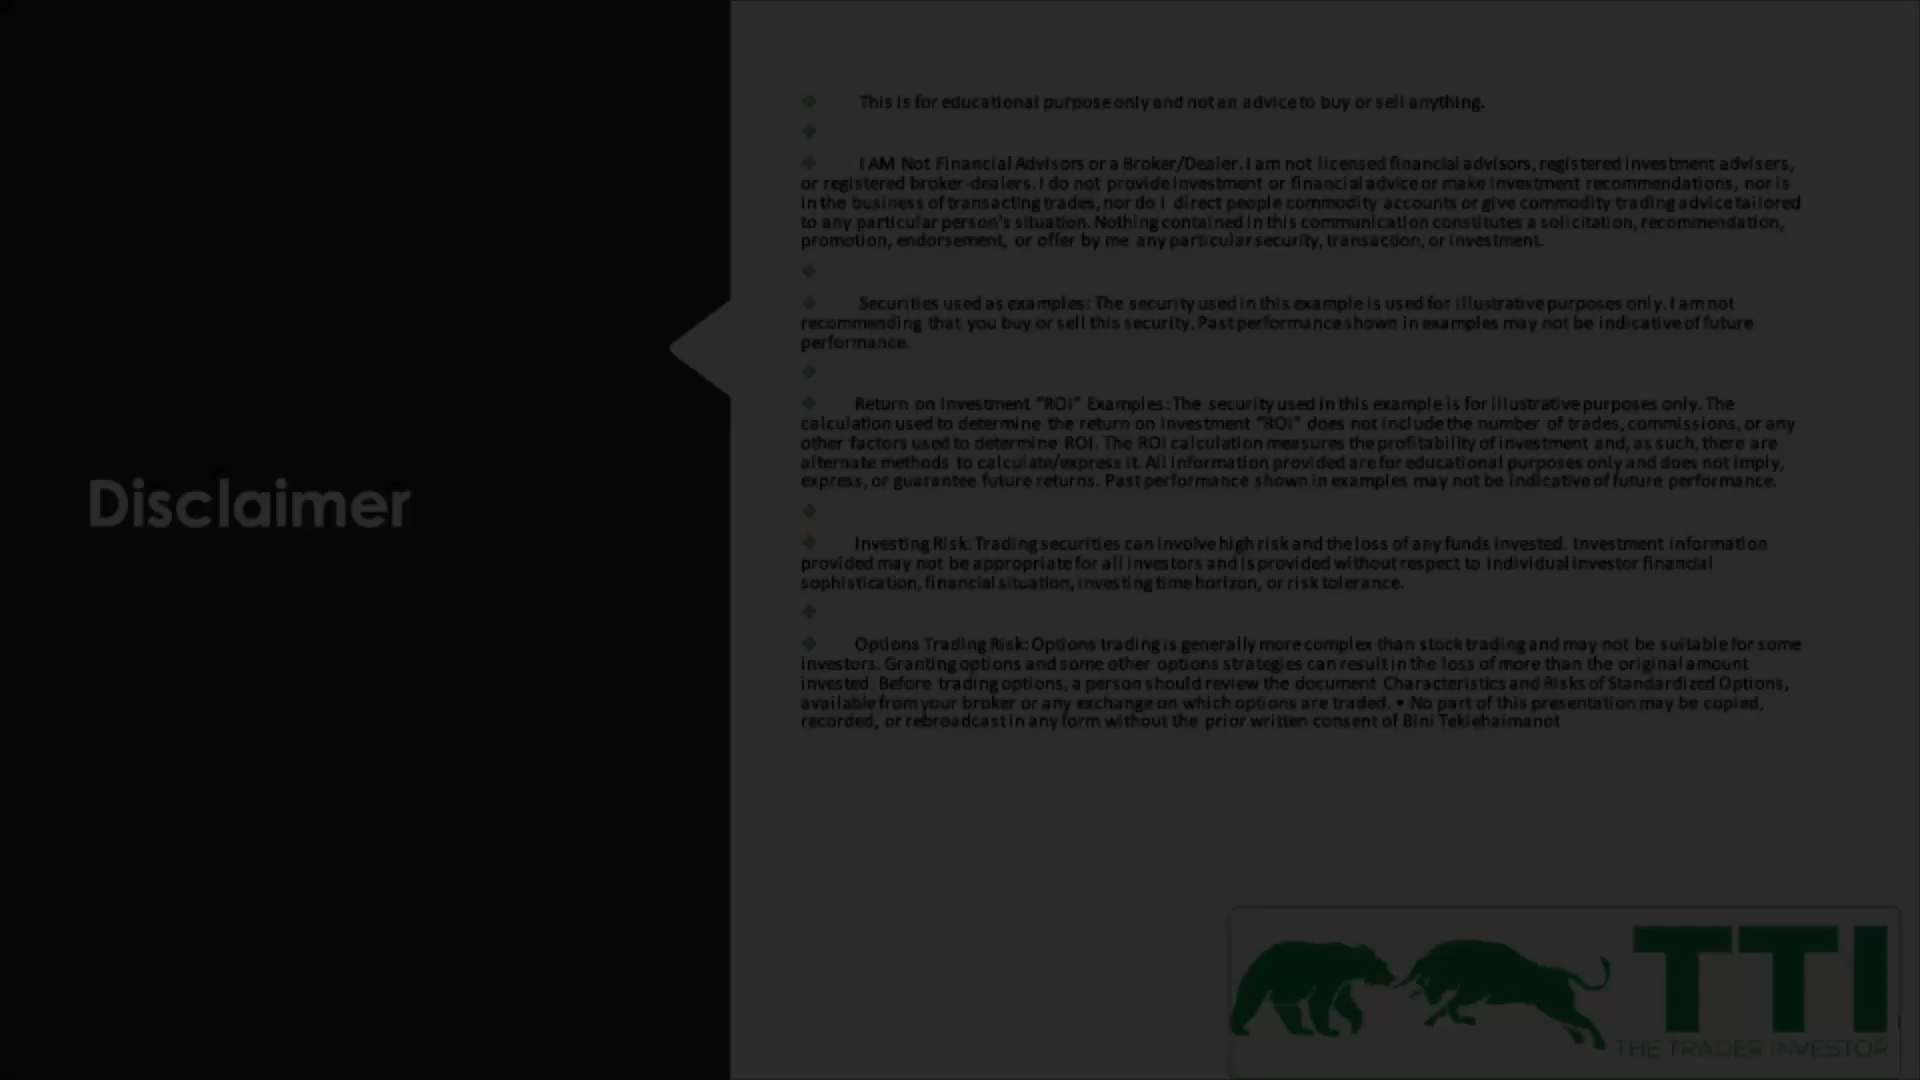 Disclaimer
This is for educational purpose only and not an advice to buy or sell anything.
I AM Not Financial Advisors or a Broker/Dealer. I am not licensed financial advisors, registered investment advisers,
or registered broker-dealers. I do not provide investment or financial advice or make investment recommendations, nor is
in the business of transacting trades, nor do I direct people commodity accounts or give commodity trading advice tailored
to any particular person's situation. Nothing contained in this communication constitutes a solicitation, recommendation,
promotion, endorsement, or offer by me any particular security, transaction, or investment.
Securities used as examples: The security used in this example is used for illustrative purposes only. I am not
recommending that you buy or sell this security. Past performance shown in examples may not be indicative of future
performance.
Return on Investment "ROI" Examples: The security used in this example is for illustrative purposes only. The
calculation used to determine the return on investment "ROI" does not include the number of trades, commissions, or any
other factors used to determine ROI. The ROI calculation measures the profitability of investment and, as such, there are
alternate methods to calculate/express it. All information provided are for educational purposes only and does not imply,
express, or guarantee future returns. Past performance shown in examples may not be indicative of future performance.
Investing Risk: Trading securities can involve high risk and the loss of any funds invested. Investment information
provided may not be appropriate for all investors and is provided without respect to individual investor financial
sophistication, financial situation, investing time horizon, or risk tolerance.
Options Trading Risk: Options trading is generally more complex than stock trading and may not be suitable for some
investors. Granting options and some other options strategies can result in the loss of more than the original amount
invested. Before trading options, a person should review the document Characteristics and Risks of Standardized Options,
available from your broker or any exchange on which options are traded. • No part of this presentation may be copied,
recorded, or rebroadcast in any form without the prior written consent of Bini Teklehaimanot
TTI
THE TRADER INVESTOR